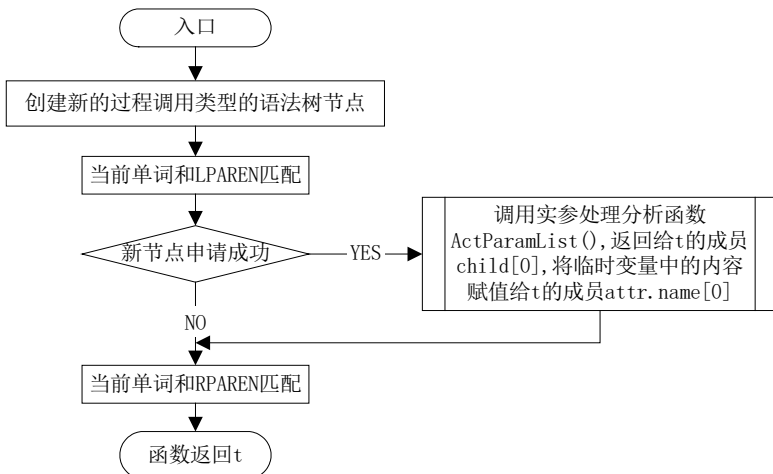 入口
创建新的过程调用类型的语法树节点
当前单词和LPAREN匹配
新节点申请成功
YES
调用实参处理分析函数
ActParamList(),返回给t的成员
child[0],将临时变量中的内容
赋值给t的成员attr.name[0]
NO
当前单词和RPAREN匹配
函数返回t